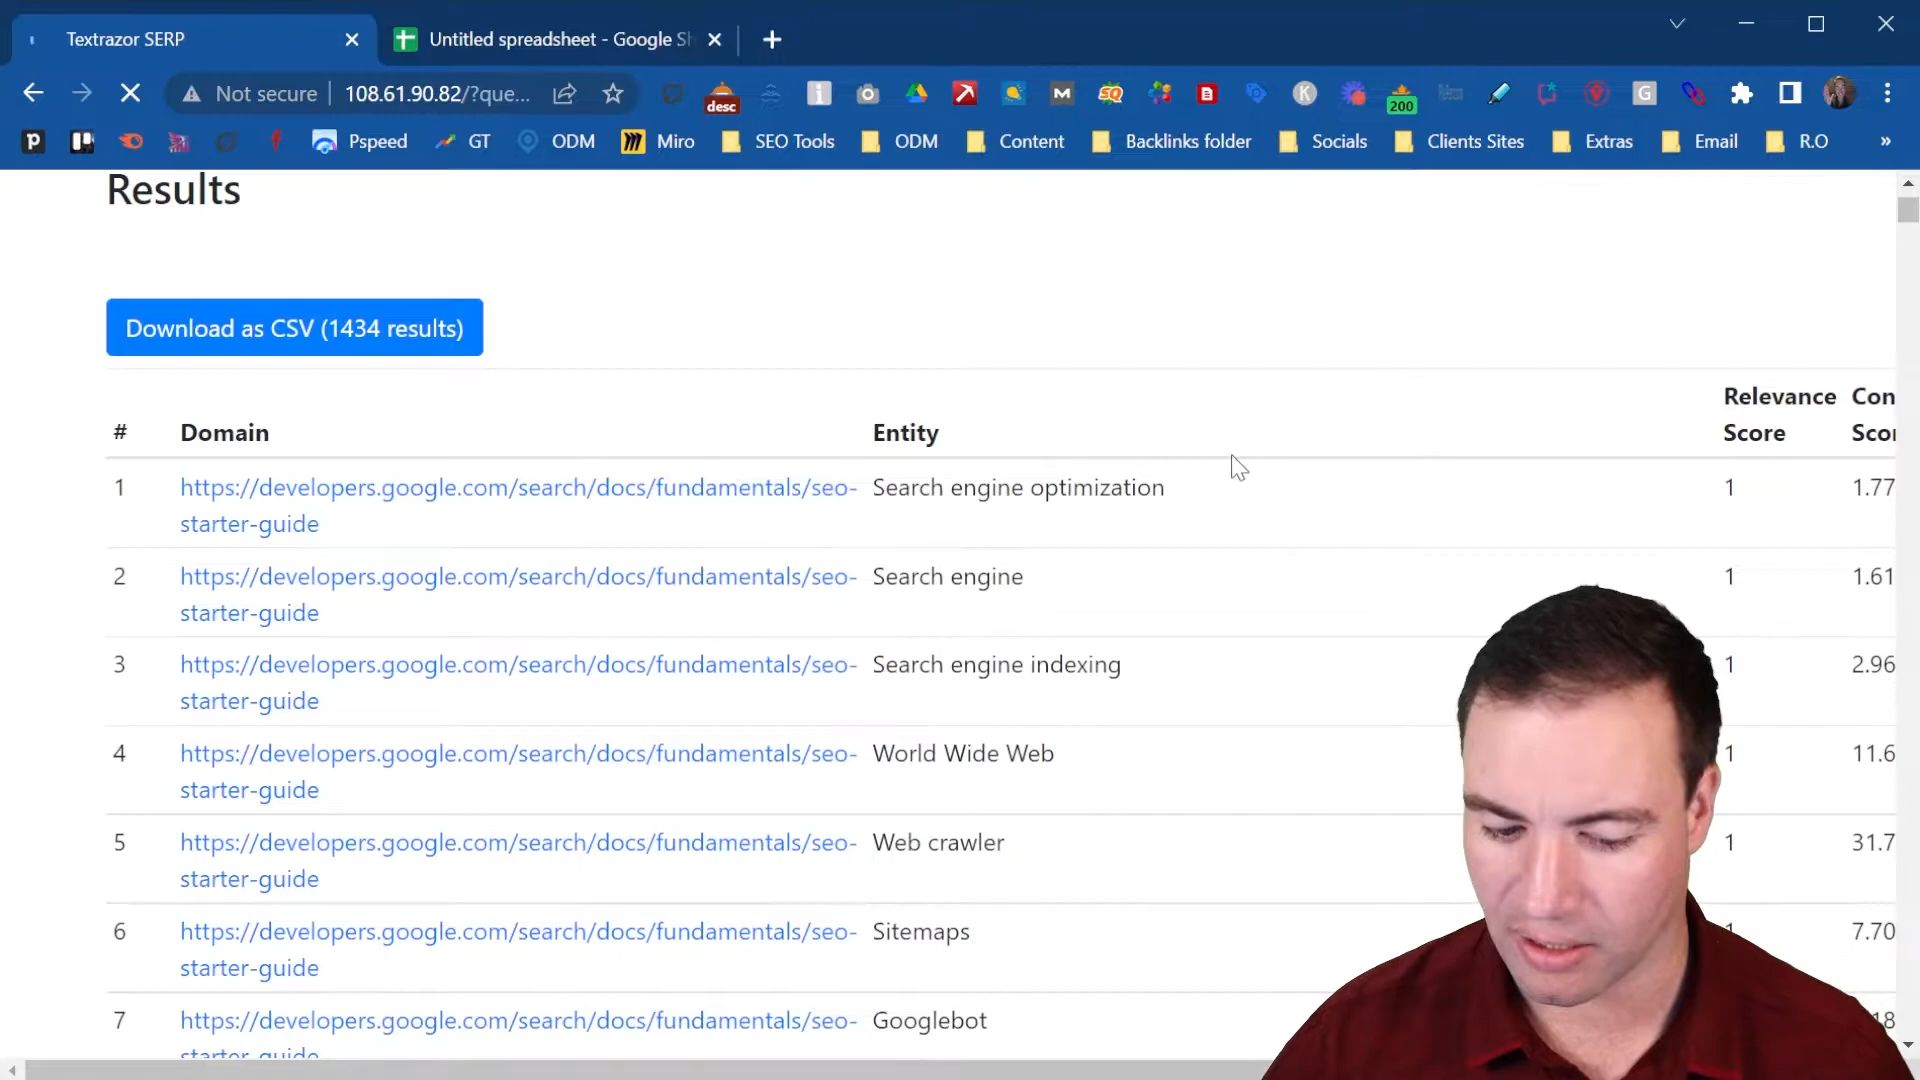 Textrazor SERP
Untitled spreadsheet - Google Sh
Not secure
108.61.90.82/?que...
desc
200
Pspeed
GT
ODM
Miro
SEO Tools
ODM
Content
Backlinks folder
Socials
Clients Sites
Extras
Email
R.O
»
Results
Download as CSV (1434 results)
# Domain Entity Relevance Score Con Scor
1 https://developers.google.com/search/docs/fundamentals/seo- Search engine optimization 1 1.77
starter-guide
2 https://developers.google.com/search/docs/fundamentals/seo- Search engine 1 1.61
starter-guide
3 https://developers.google.com/search/docs/fundamentals/seo- Search engine indexing 1 2.96
starter-guide
4 https://developers.google.com/search/docs/fundamentals/seo- World Wide Web 1 11.6
starter-guide
5 https://developers.google.com/search/docs/fundamentals/seo- Web crawler 1 31.7
starter-guide
6 https://developers.google.com/search/docs/fundamentals/seo- Sitemaps 1 7.70
starter-guide
7 https://developers.google.com/search/docs/fundamentals/seo- Googlebot 18
starter-guide